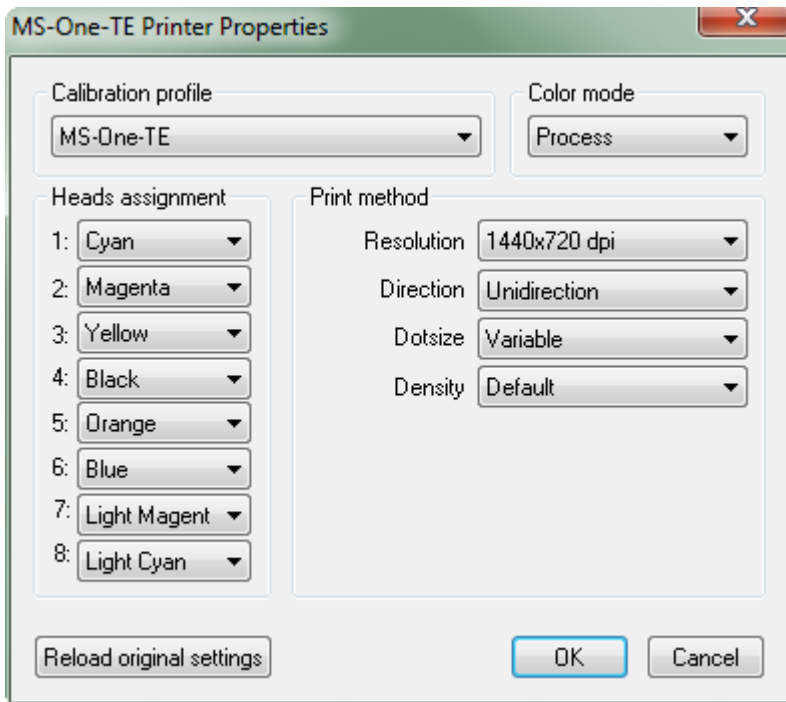 MS-One-TE Printer Properties
Calibration profile
MS-One-TE
Color mode
Process
Heads assignment
1: Cyan
2: Magenta
3: Yellow
4: Black
5: Orange
6: Blue
7: Light Magent
8: Light Cyan
Print method
Resolution 1440x720 dpi
Direction Unidirection
Dotsize Variable
Density Default
Reload original settings
OK
Cancel